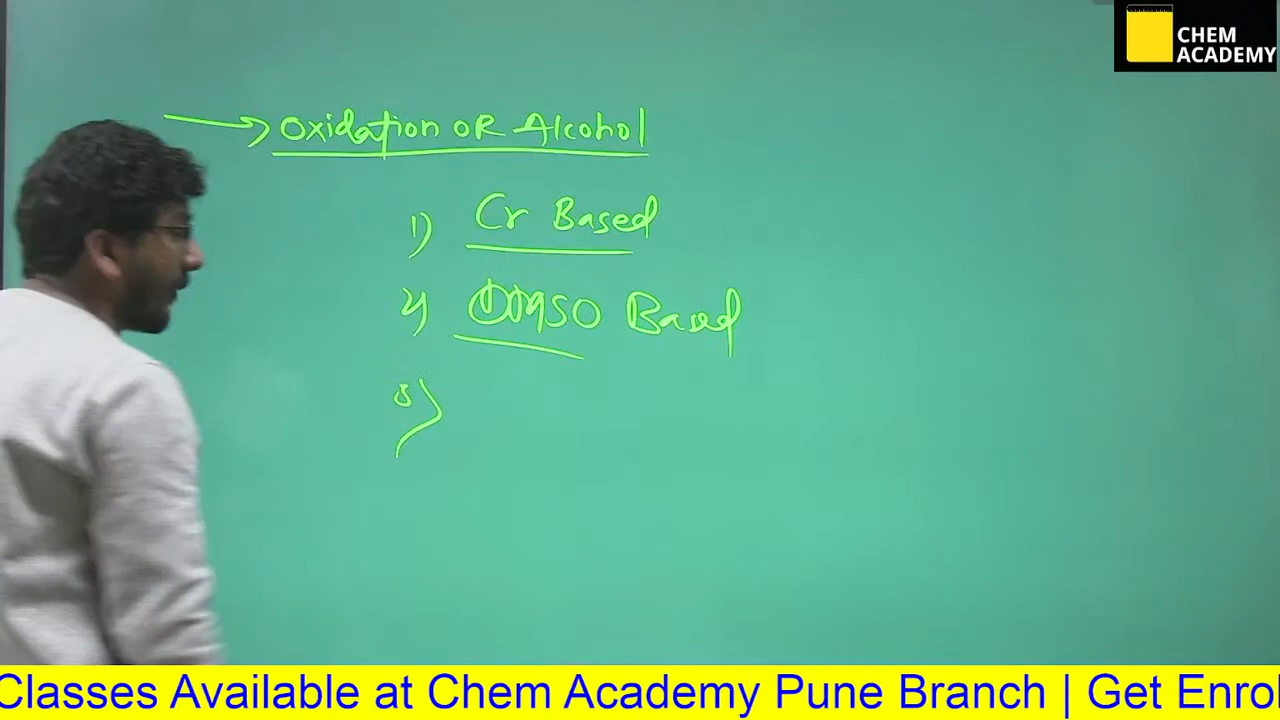 CHEM
ACADEMY
→ Oxidation OR Alcohol
1) Cr Based
2) DMSO Based
3)
Classes Available at Chem Academy Pune Branch | Get Enrol